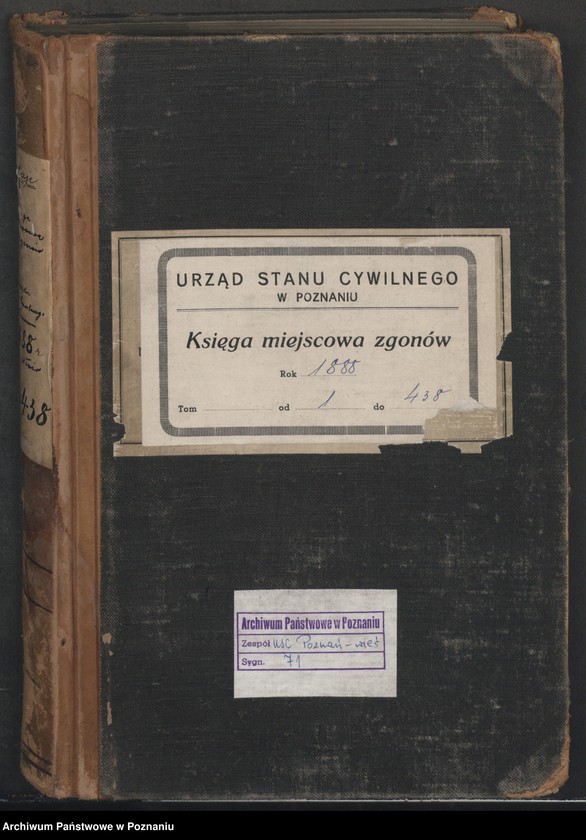 URZĄD STANU CYWILNEGO
W POZNANIU
Księga miejscowa zgonów
Rok 1888
Tom od 1 do 438
Archiwum Państwowe w Poznaniu
Zespół USC Poznań-wieś
Sygn. 71
438
Archiwum Państwowe w Poznaniu